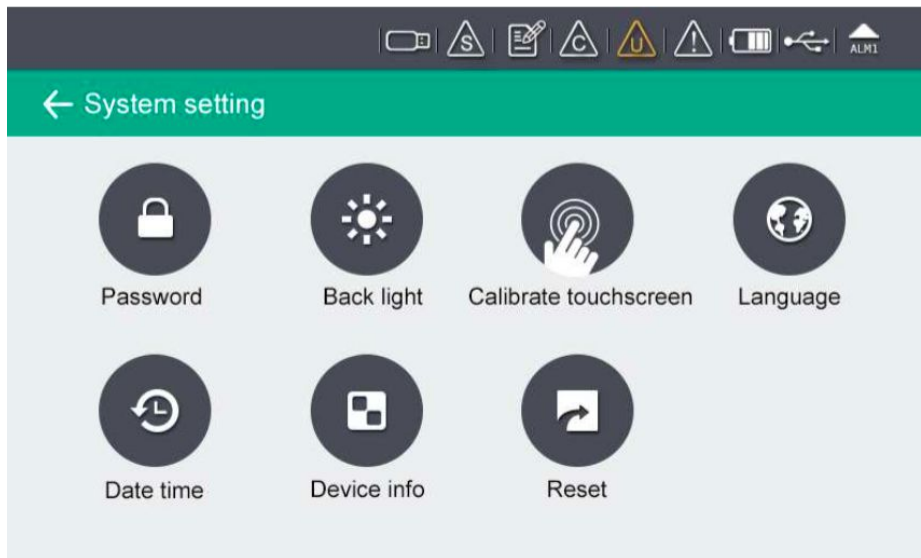 S C U ! ALM1
System setting
Password Back light Calibrate touchscreen Language
Date time Device info Reset